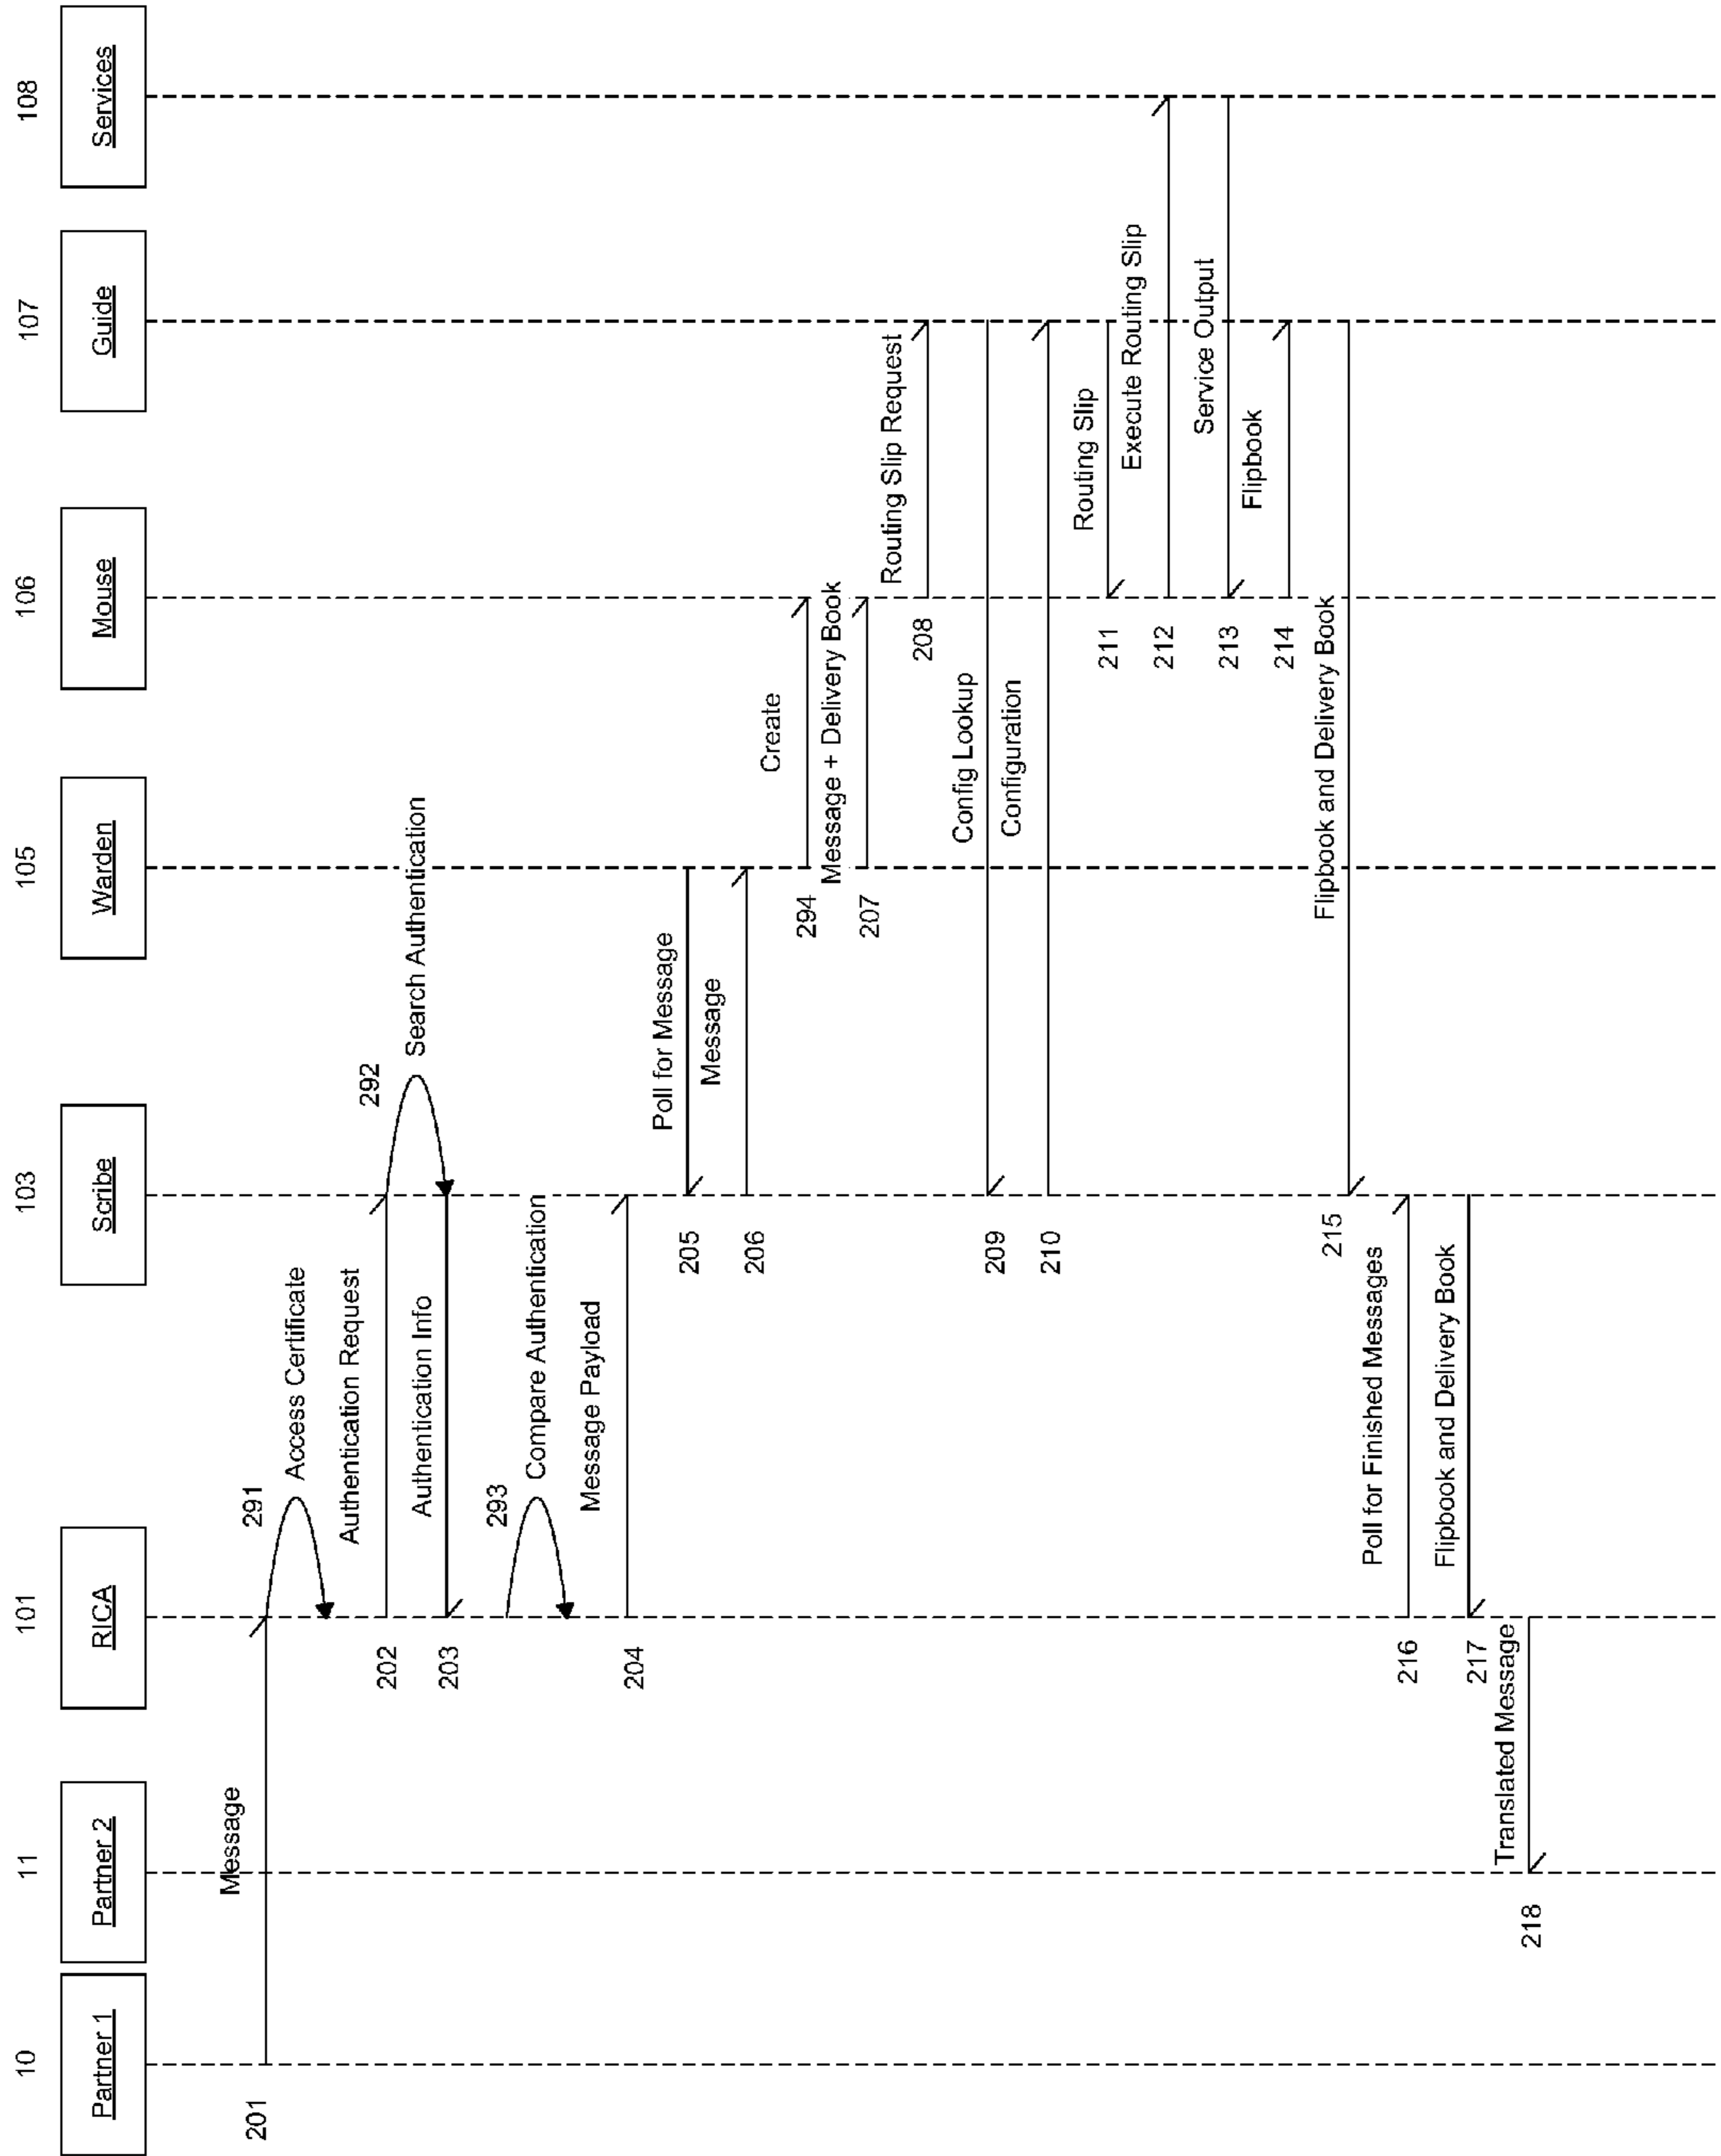 10
11
101
103
105
106
107
108
Partner 1
Partner 2
RICA
Scribe
Warden
Mouse
Guide
Services
201
Message
291
Access Certificate
202
Authentication Request
292
Search Authentication
203
Authentication Info
293
Compare Authentication
204
Message Payload
205
Poll for Message
206
Message
294
Create
207
Message + Delivery Book
208
Routing Slip Request
209
Config Lookup
210
Configuration
211
Routing Slip
212
Execute Routing Slip
213
Service Output
214
Flipbook
215
Flipbook and Delivery Book
216
Poll for Finished Messages
217
Flipbook and Delivery Book
218
Translated Message